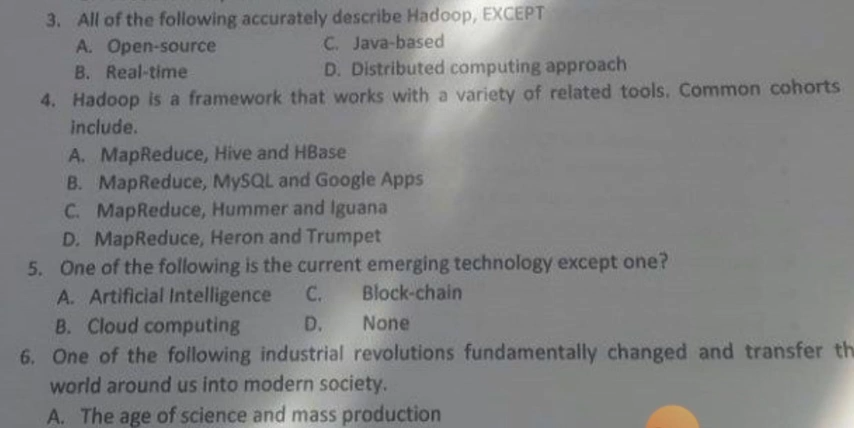 3. All of the following accurately describe Hadoop, EXCEPT
A. Open-source C. Java-based
B. Real-time D. Distributed computing approach
4. Hadoop is a framework that works with a variety of related tools. Common cohorts
include.
A. MapReduce, Hive and HBase
B. MapReduce, MySQL and Google Apps
C. MapReduce, Hummer and Iguana
D. MapReduce, Heron and Trumpet
5. One of the following is the current emerging technology except one?
A. Artificial Intelligence C. Block-chain
B. Cloud computing D. None
6. One of the following industrial revolutions fundamentally changed and transfer th
world around us into modern society.
A. The age of science and mass production